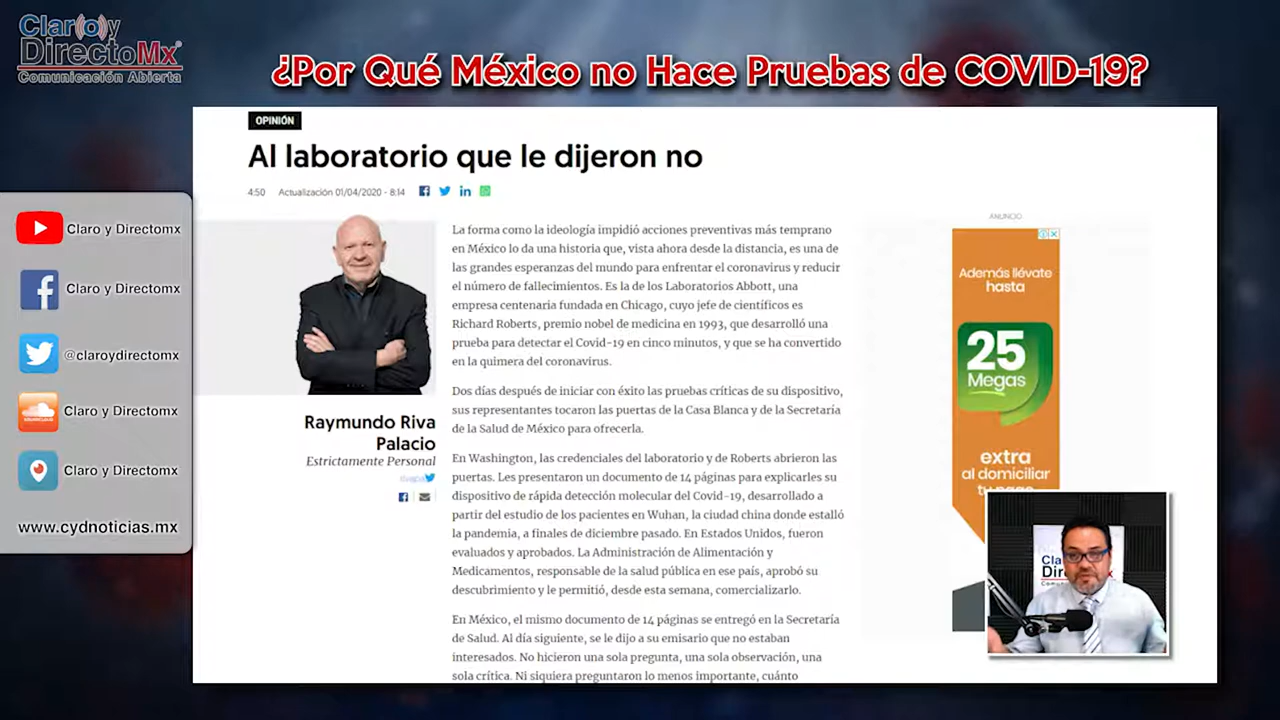 Clar(o)y
DirectoMx®
Comunicación Abierta
¿Por Qué México no Hace Pruebas de COVID-19?
Claro y Directomx
Claro y Directomx
@claroydirectomx
Claro y Directomx
Claro y Directomx
www.cydnoticias.mx
OPINIÓN
Al laboratorio que le dijeron no
4:50 Actualización 01/04/2020 - 8:14
Raymundo Riva
Palacio
Estrictamente Personal
La forma como la ideología impidió acciones preventivas más temprano
en México lo da una historia que, vista ahora desde la distancia, es una de
las grandes esperanzas del mundo para enfrentar el coronavirus y reducir
el número de fallecimientos. Es la de los Laboratorios Abbott, una
empresa centenaria fundada en Chicago, cuyo jefe de científicos es
Richard Roberts, premio nobel de medicina en 1993, que desarrolló una
prueba para detectar el Covid-19 en cinco minutos, y que se ha convertido
en la quimera del coronavirus.
Dos días después de iniciar con éxito las pruebas críticas de su dispositivo,
sus representantes tocaron las puertas de la Casa Blanca y de la Secretaría
de la Salud de México para ofrecerla.
En Washington, las credenciales del laboratorio y de Roberts abrieron las
puertas. Les presentaron un documento de 14 páginas para explicarles su
dispositivo de rápida detección molecular del Covid-19, desarrollado a
partir del estudio de los pacientes en Wuhan, la ciudad china donde estalló
la pandemia, a finales de diciembre pasado. En Estados Unidos, fueron
evaluados y aprobados. La Administración de Alimentación y
Medicamentos, responsable de la salud pública en ese país, aprobó su
descubrimiento y le permitió, desde esta semana, comercializarlo.
En México, el mismo documento de 14 páginas se entregó en la Secretaría
de Salud. Al día siguiente, se le dijo a su emisario que no estaban
interesados. No hicieron una sola pregunta, una sola observación, una
sola crítica. Ni siquiera preguntaron lo menos importante, cuánto
ANUNCIO
Además llévate
hasta
25
Megas
extra
al domiciliar
tu pago